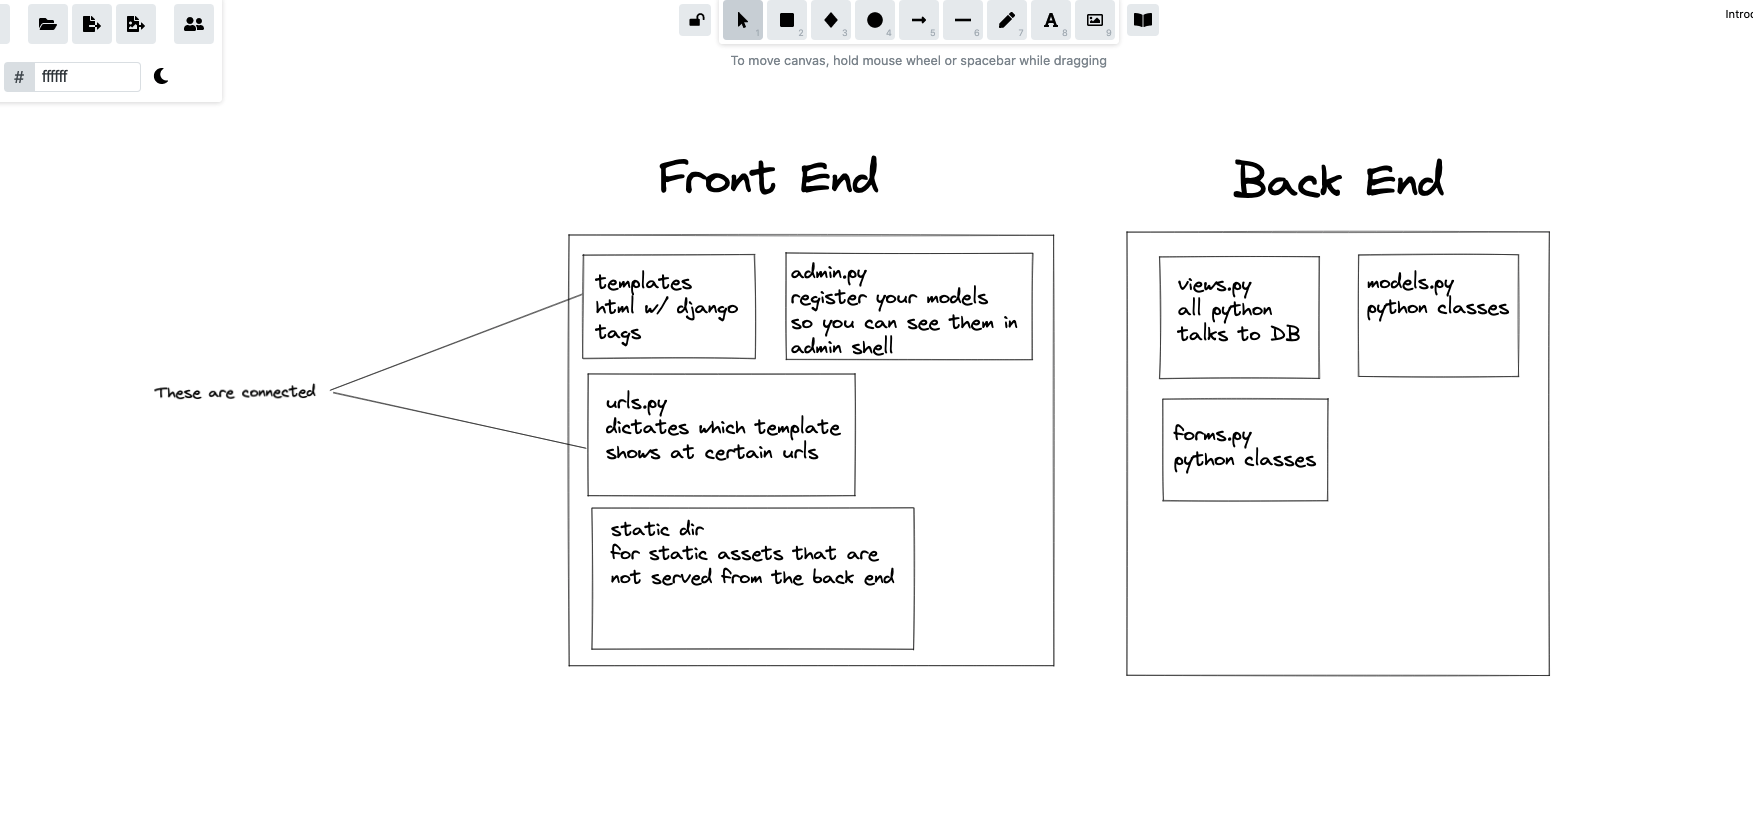 Introd
1
2
3
4
5
6
7
8
9
# ffffff
To move canvas, hold mouse wheel or spacebar while dragging
Front End
Back End
templates
html w/ django
tags
admin.py
register your models
so you can see them in
admin shell
These are connected
urls.py
dictates which template
shows at certain urls
static dir
for static assets that are
not served from the back end
views.py
all python
talks to DB
models.py
python classes
forms.py
python classes